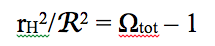 r_H²/𝓡² = Ω_tot − 1